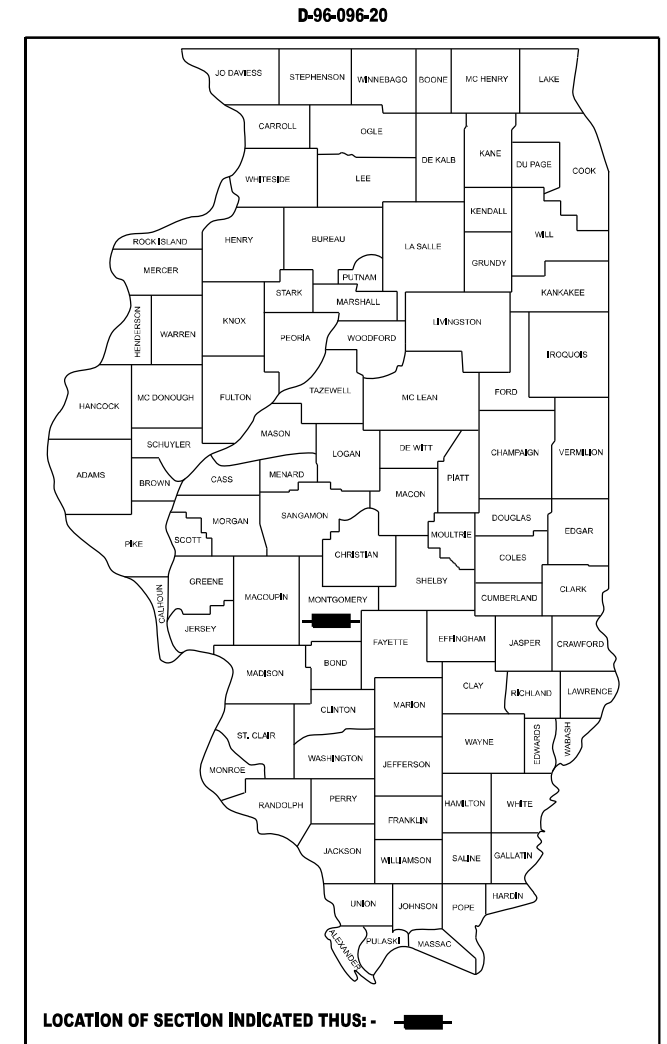 D-96-096-20
JO DAVIESS
STEPHENSON
WINNEBAGO
BOONE
MC HENRY
LAKE
CARROLL
OGLE
DE KALB
KANE
DU PAGE
COOK
WHITESIDE
LEE
KENDALL
WILL
ROCK ISLAND
HENRY
BUREAU
LA SALLE
GRUNDY
MERCER
PUTNAM
KANKAKEE
STARK
MARSHALL
HENDERSON
WARREN
KNOX
PEORIA
WOODFORD
LIVINGSTON
IROQUOIS
HANCOCK
MC DONOUGH
FULTON
TAZEWELL
MC LEAN
FORD
MASON
SCHUYLER
LOGAN
DE WITT
CHAMPAIGN
VERMILION
ADAMS
BROWN
CASS
MENARD
MACON
PIATT
PIKE
SCOTT
MORGAN
SANGAMON
CHRISTIAN
MOULTRIE
DOUGLAS
EDGAR
COLES
CALHOUN
GREENE
MACOUPIN
MONTGOMERY
SHELBY
CUMBERLAND
CLARK
JERSEY
FAYETTE
EFFINGHAM
JASPER
CRAWFORD
MADISON
BOND
CLAY
RICHLAND
LAWRENCE
CLINTON
MARION
ST. CLAIR
WAYNE
EDWARDS
WABASH
MONROE
WASHINGTON
JEFFERSON
RANDOLPH
PERRY
HAMILTON
WHITE
FRANKLIN
JACKSON
WILLIAMSON
SALINE
GALLATIN
UNION
JOHNSON
POPE
HARDIN
ALEXANDER
PULASKI
MASSAC
LOCATION OF SECTION INDICATED THUS: -